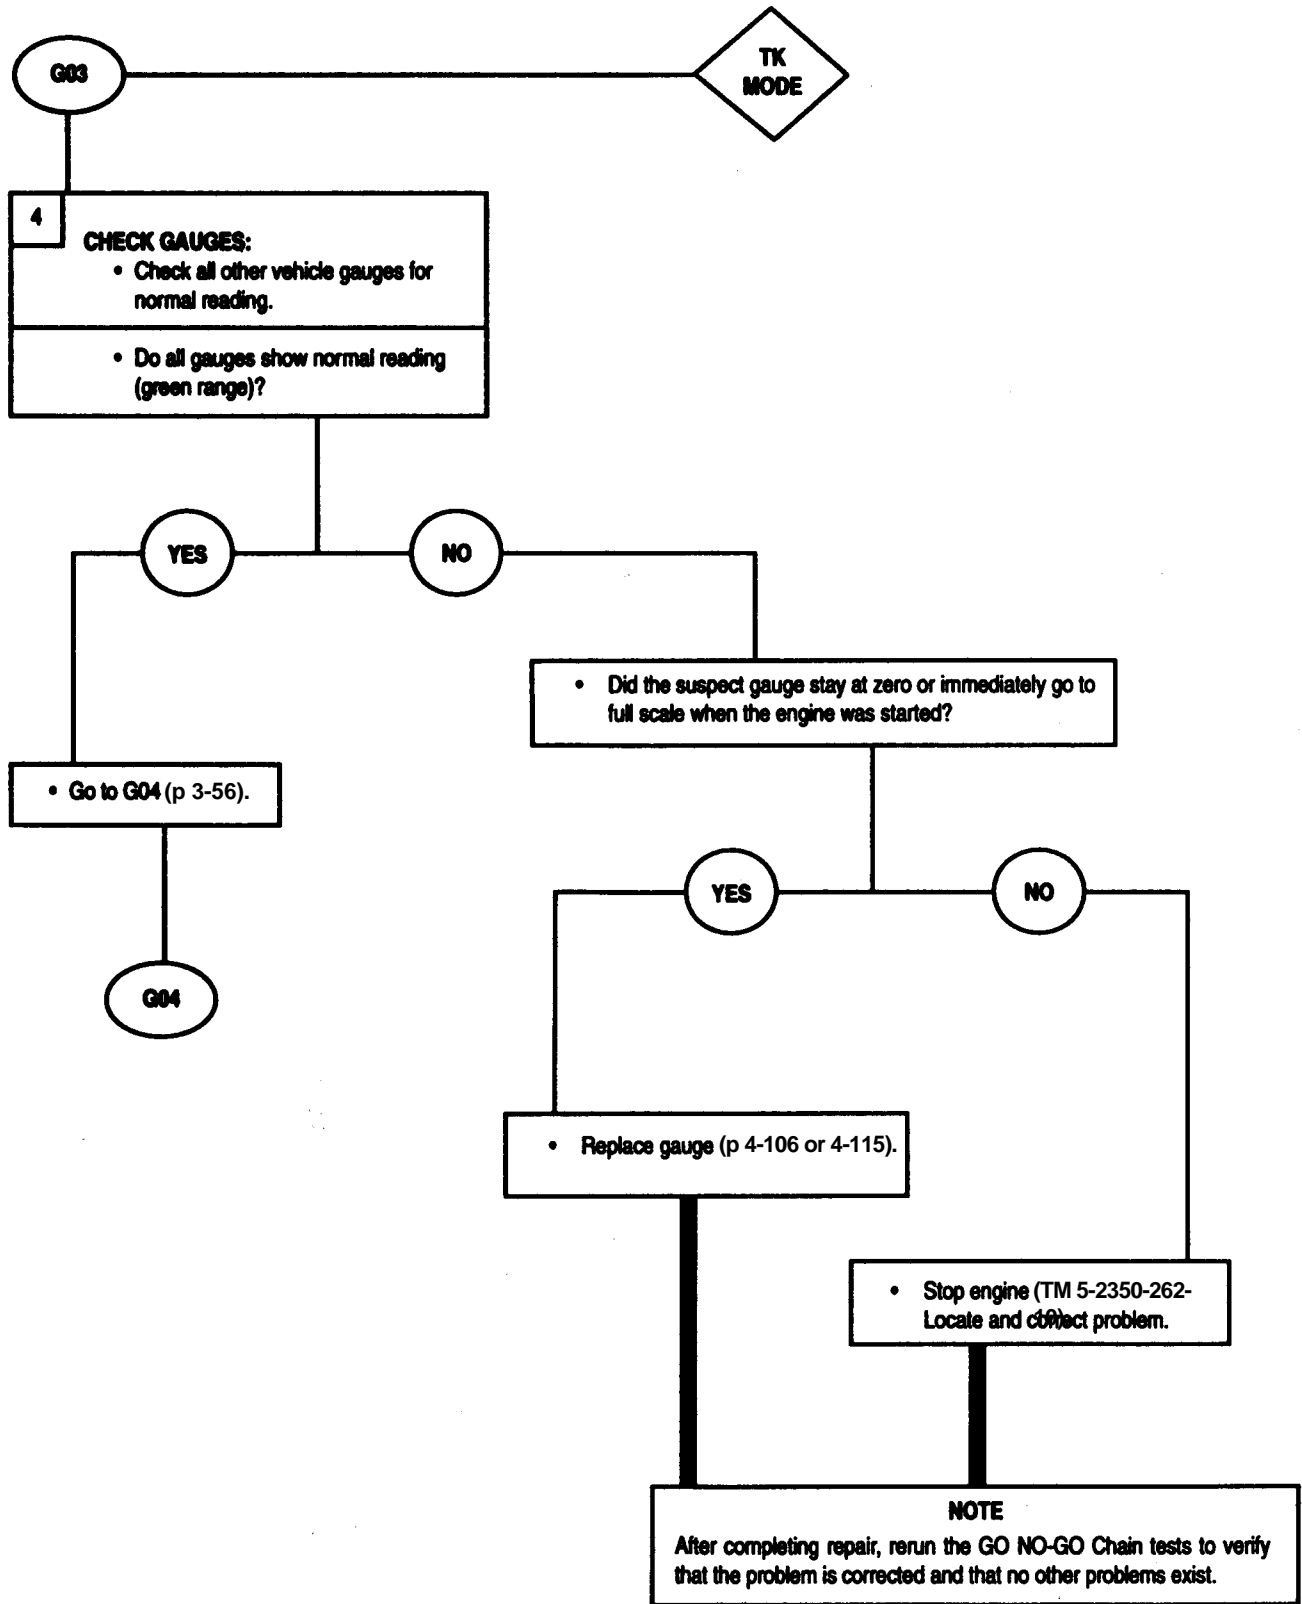 G03
TK
MODE
4
CHECK GAUGES:
• Check all other vehicle gauges for
normal reading.
• Do all gauges show normal reading
(green range)?
YES
NO
• Did the suspect gauge stay at zero or immediately go to
full scale when the engine was started?
• Go to G04 (p 3-56).
YES
NO
G04
• Replace gauge (p 4-106 or 4-115).
• Stop engine (TM 5-2350-262-
10).
Locate and correct problem.
NOTE
After completing repair, rerun the GO NO-GO Chain tests to verify
that the problem is corrected and that no other problems exist.